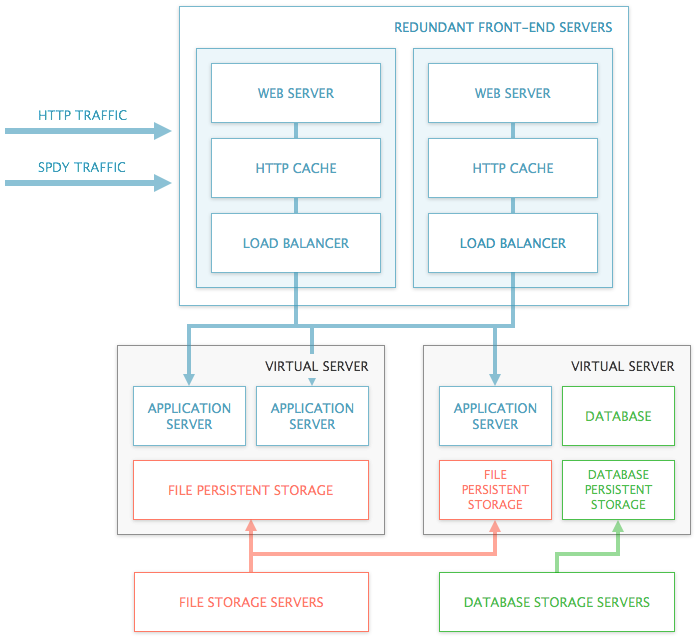 REDUNDANT FRONT-END SERVERS
WEB SERVER
WEB SERVER
HTTP TRAFFIC
SPDY TRAFFIC
HTTP CACHE
HTTP CACHE
LOAD BALANCER
LOAD BALANCER
VIRTUAL SERVER
VIRTUAL SERVER
APPLICATION
SERVER
APPLICATION
SERVER
APPLICATION
SERVER
DATABASE
FILE PERSISTENT STORAGE
FILE
PERSISTENT
STORAGE
DATABASE
PERSISTENT
STORAGE
FILE STORAGE SERVERS
DATABASE STORAGE SERVERS